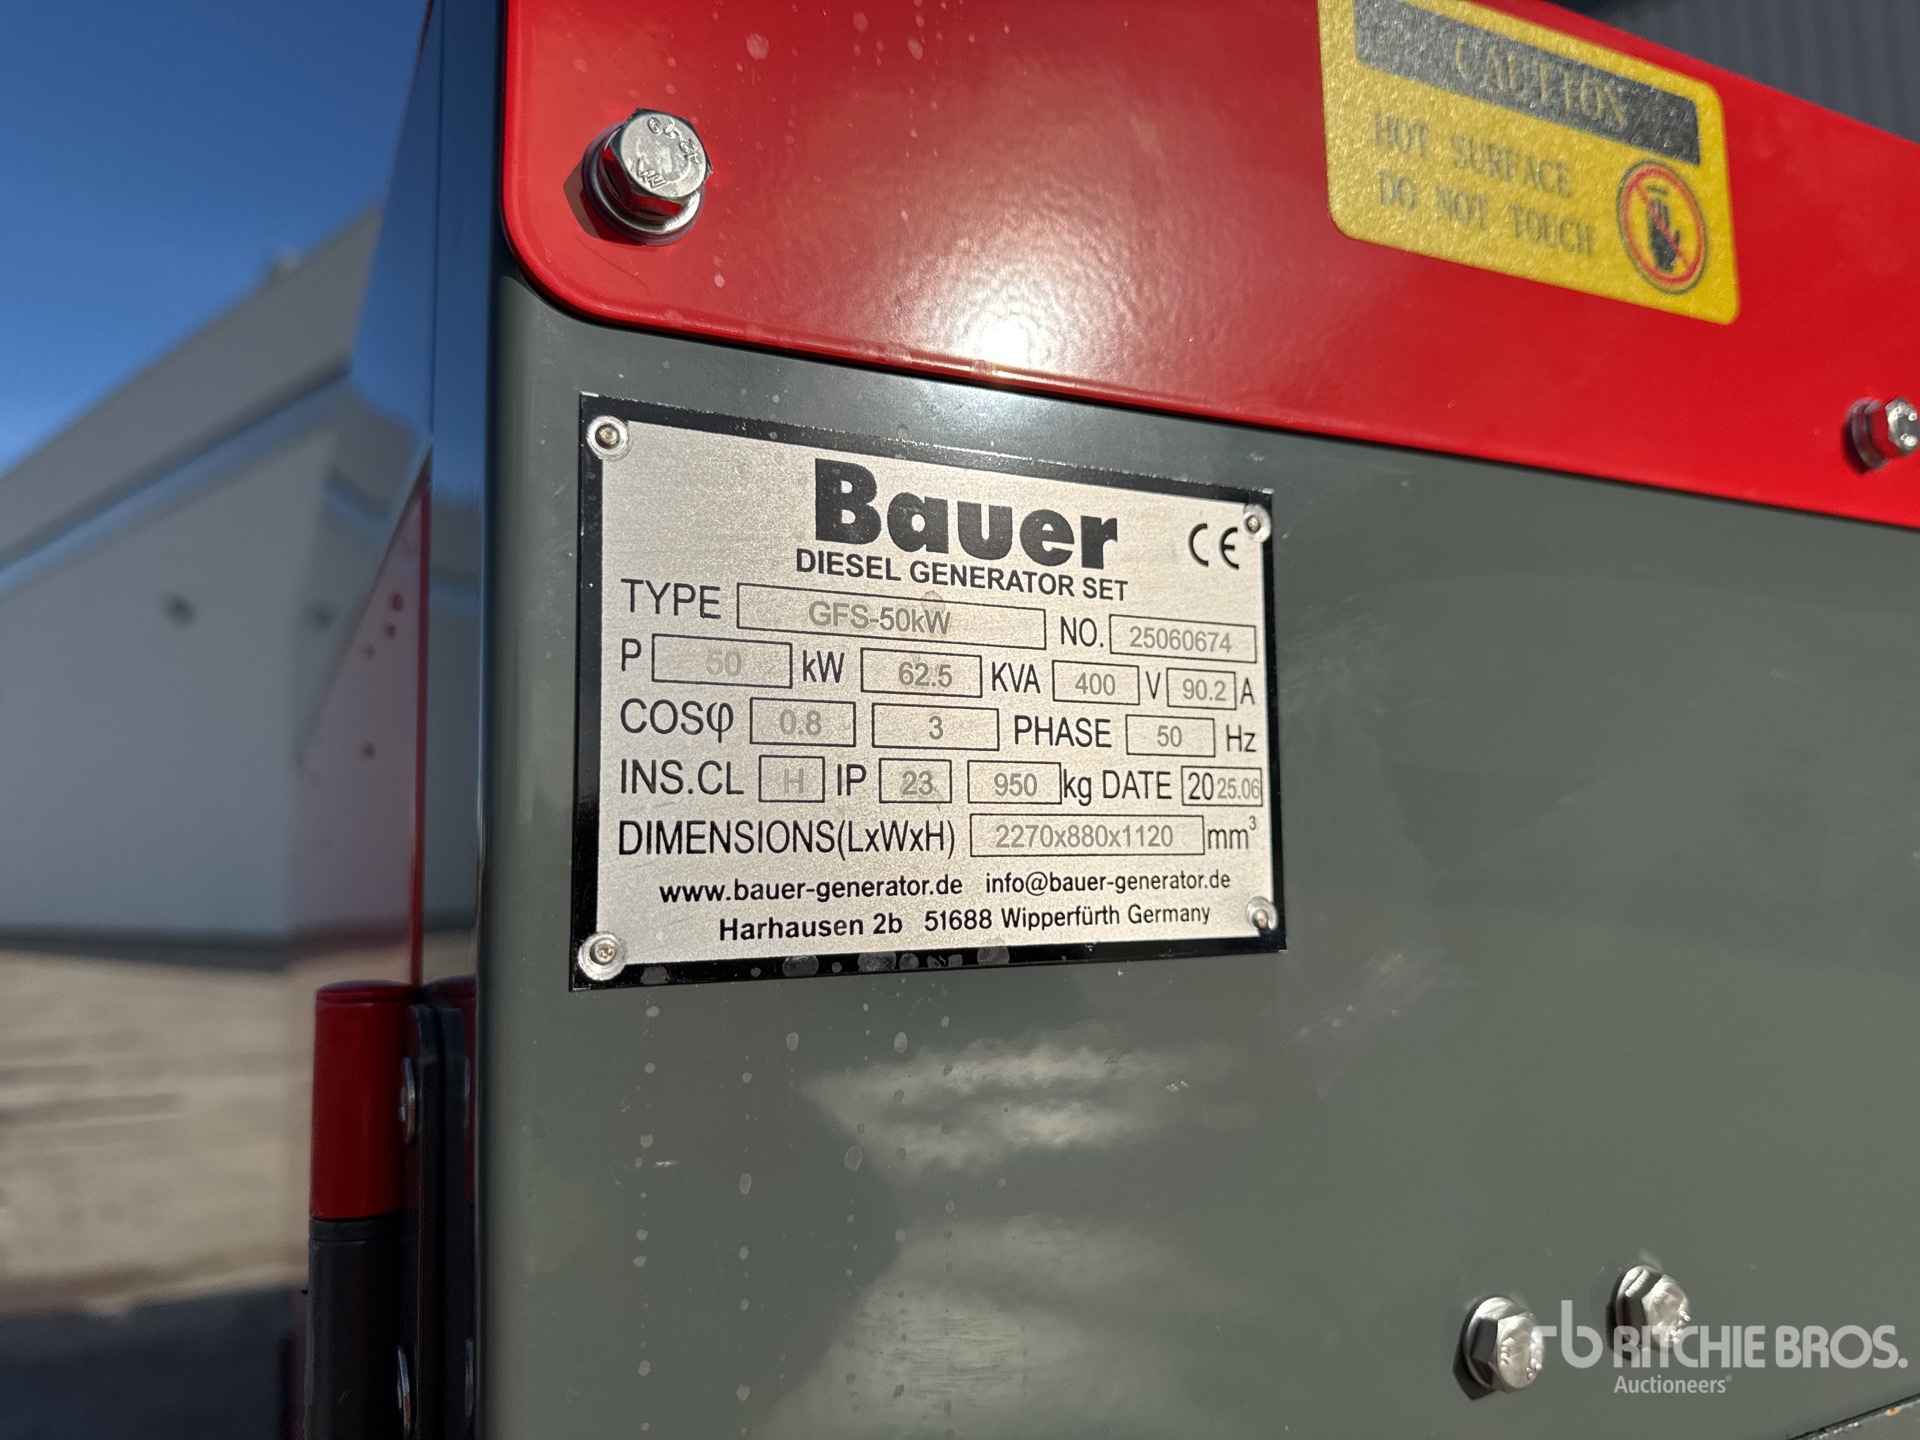 CAUTION
HOT SURFACE
DO NOT TOUCH
Bauer CE
DIESEL GENERATOR SET
TYPE GFS-50kW NO. 25060674
P 50 kW 62.5 KVA 400 V 90.2 A
COSφ 0.8 3 PHASE 50 Hz
INS.CL H IP 23 950 kg DATE 2025.06
DIMENSIONS(LxWxH) 2270x880x1120 mm³
www.bauer-generator.de info@bauer-generator.de
Harhausen 2b 51688 Wipperfürth Germany
rb RITCHIE BROS.
Auctioneers